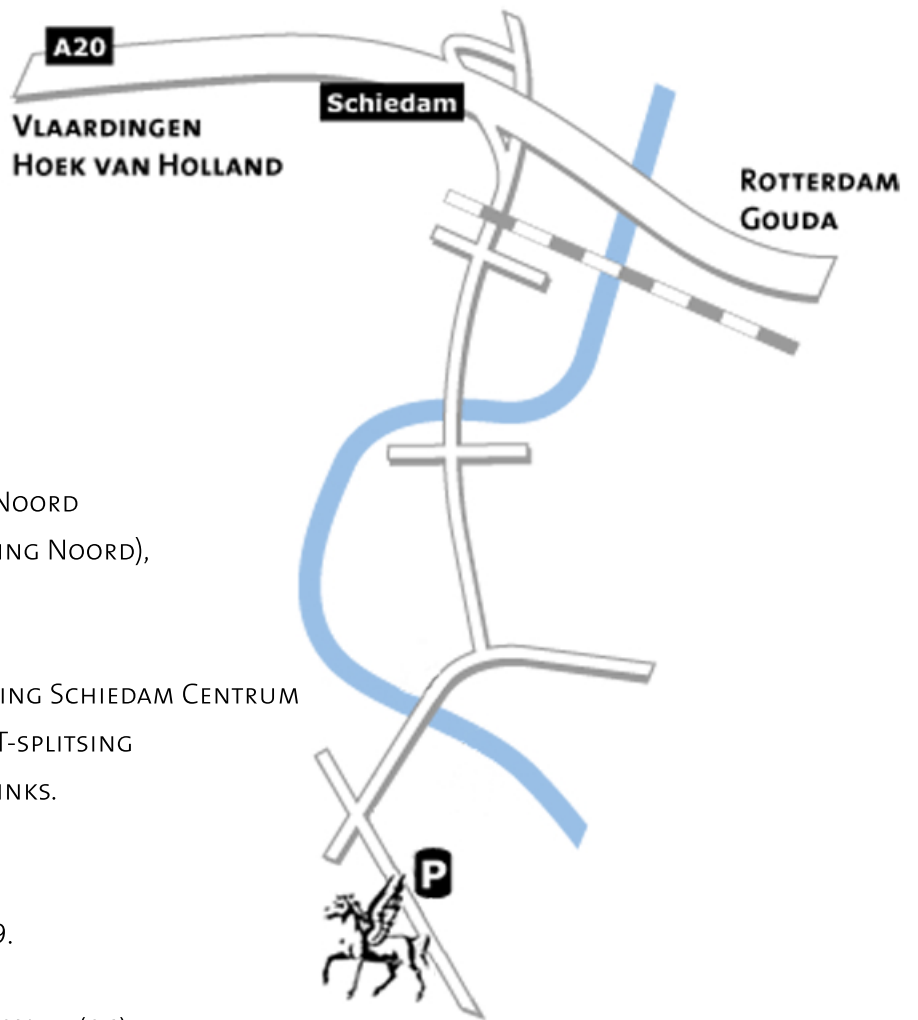 A20
Schiedam
Vlaardingen
Hoek van Holland
Rotterdam
Gouda
Noord
ing Noord),
ing Schiedam Centrum
T-splitsing
inks.
P
9.